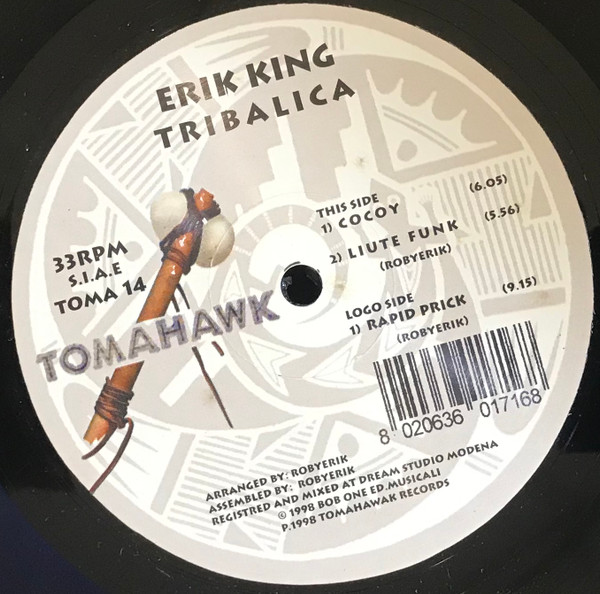 ERIK KING
TRIBALICA
33RPM
S.I.A.E
TOMA 14
TOMAHAWK
THIS SIDE
1) COCOY (6.05)
2) LIUTE FUNK (5.56)
(ROBYERIK)
LOGO SIDE
1) RAPID PRICK (9.15)
(ROBYERIK)
8 020636 017168
ARRANGED BY: ROBYERIK
ASSEMBLED BY: ROBYERIK
REGISTRED AND MIXED AT DREAM STUDIO MODENA
© 1998 BOB ONE ED.MUSICALI
P.1998 TOMAHAWAK RECORDS